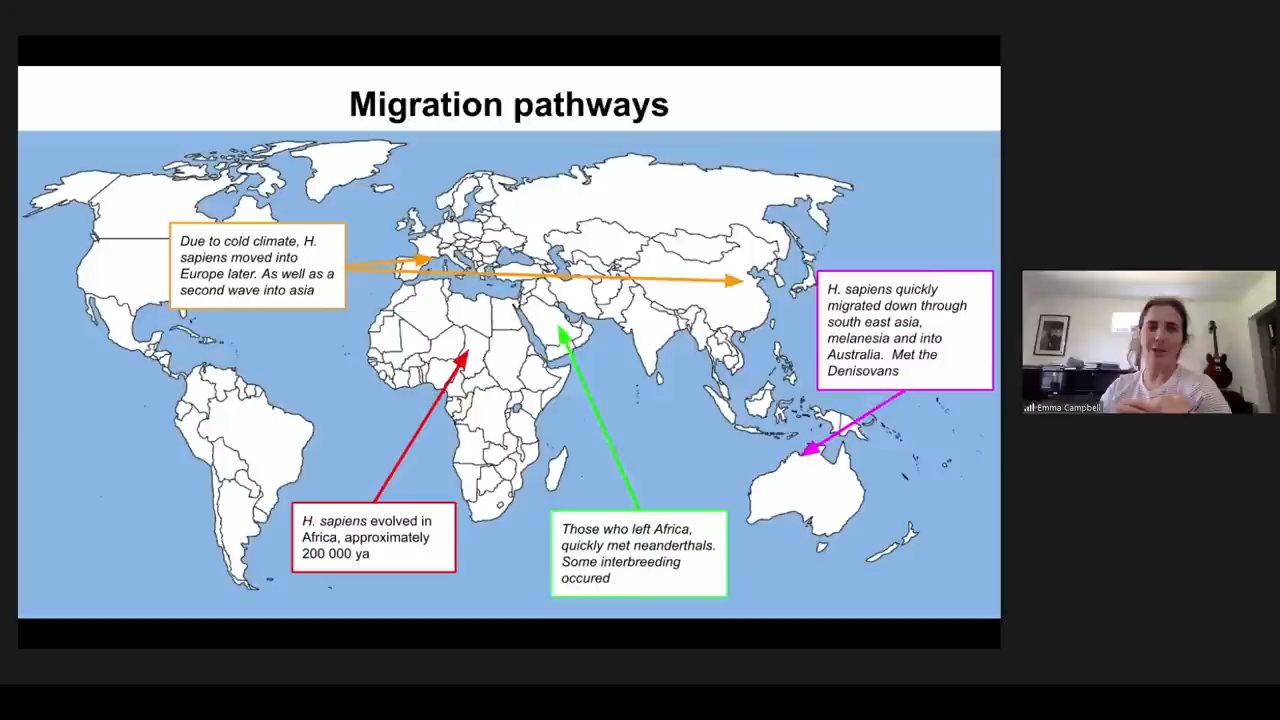 Migration pathways
Due to cold climate, H.
sapiens moved into
Europe later. As well as a
second wave into asia
H. sapiens quickly
migrated down through
south east asia,
melanesia and into
Australia. Met the
Denisovans
H. sapiens evolved in
Africa, approximately
200 000 ya
Those who left Africa,
quickly met neanderthals.
Some interbreeding
occured
Emma Campbell